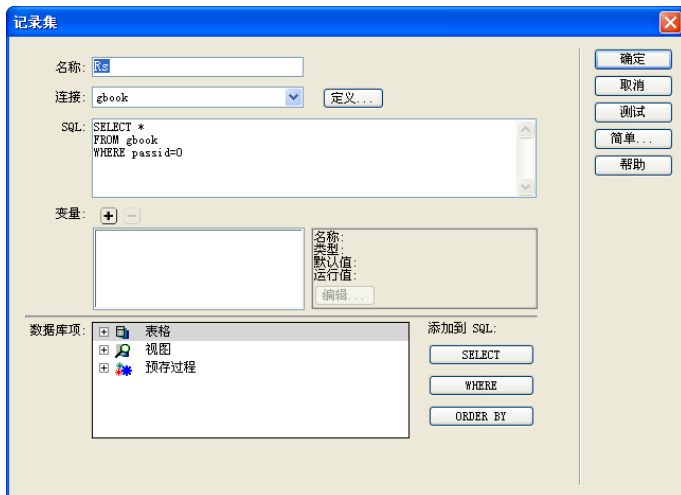 记录集
名称: Rs
连接: gbook 定义...
SQL: SELECT *
FROM gbook
WHERE passid=0
变量:
名称:
类型:
默认值:
运行值:
编辑...
数据库项: 表格
视图
预存过程
添加到 SQL:
SELECT
WHERE
ORDER BY
确定
取消
测试
简单...
帮助